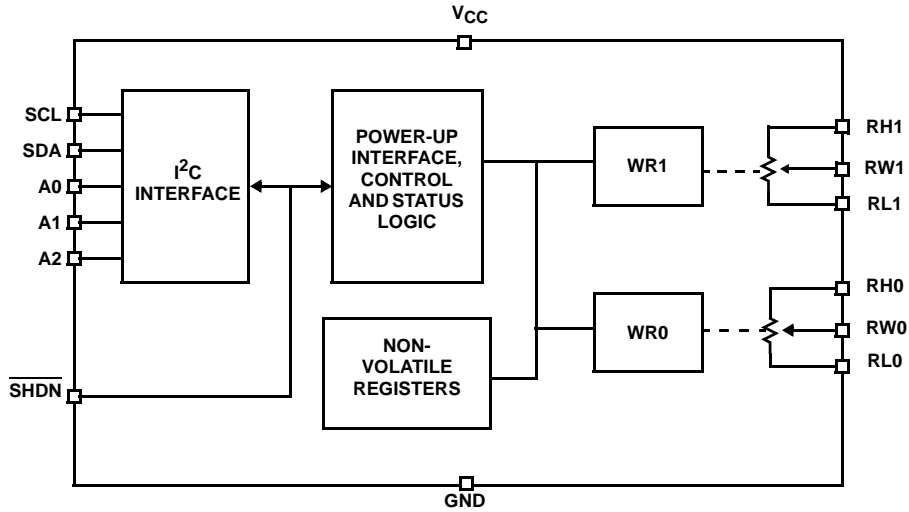 VCC
SCL
SDA
A0
A1
A2
SHDN
I2C
INTERFACE
POWER-UP
INTERFACE,
CONTROL
AND STATUS
LOGIC
NON-
VOLATILE
REGISTERS
WR1
WR0
RH1
RW1
RL1
RH0
RW0
RL0
GND